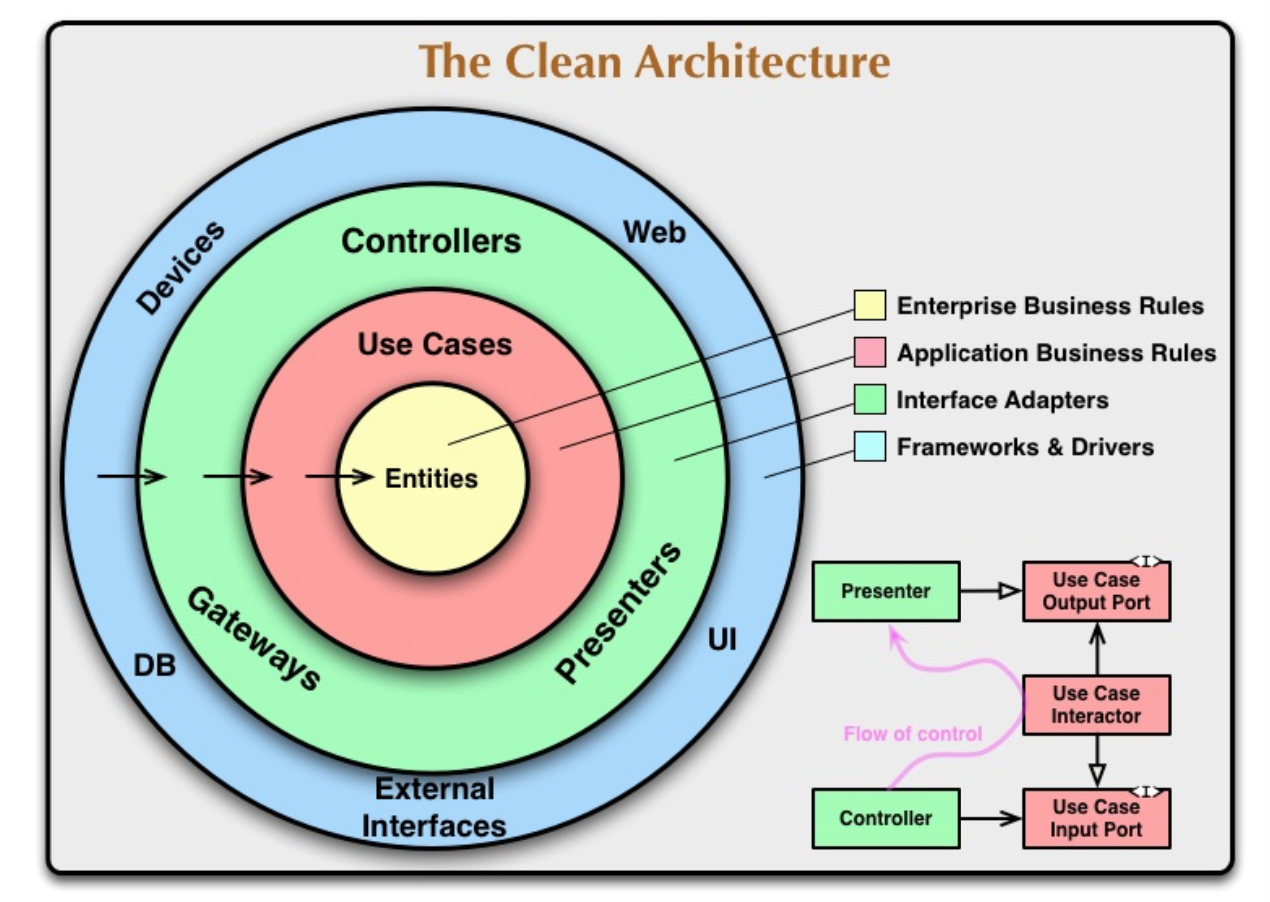 The Clean Architecture
Devices
Controllers
Web
Use Cases
Entities
Gateways
Presenters
DB
UI
External
Interfaces
Enterprise Business Rules
Application Business Rules
Interface Adapters
Frameworks & Drivers
Presenter
<I>
Use Case
Output Port
Use Case
Interactor
Flow of control
Controller
<I>
Use Case
Input Port